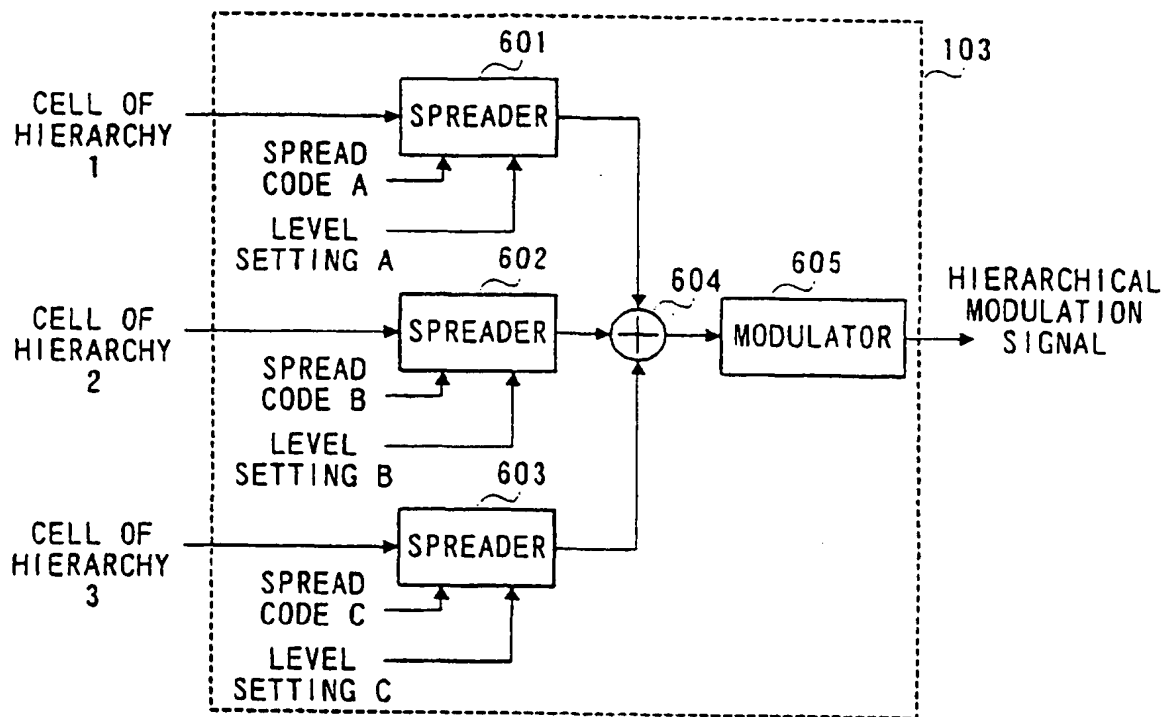 601
103
CELL OF
HIERARCHY
1
SPREADER
SPREAD
CODE A
LEVEL
SETTING A
602
604
605
CELL OF
HIERARCHY
2
SPREADER
MODULATOR
HIERARCHICAL
MODULATION
SIGNAL
SPREAD
CODE B
LEVEL
SETTING B
603
CELL OF
HIERARCHY
3
SPREADER
SPREAD
CODE C
LEVEL
SETTING C